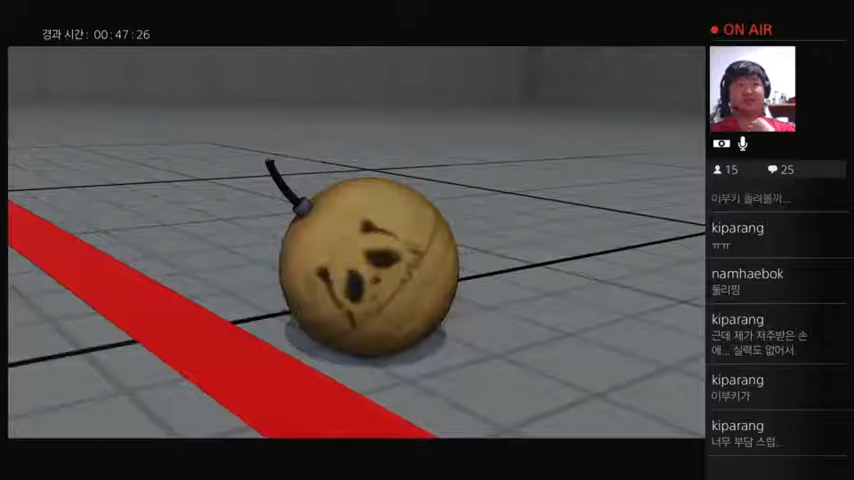 경과 시간: 00:47:26
ON AIR
15
25
이부키 돌려볼까...
kiparang
ㅠㅠ
namhaebok
돌리핑
kiparang
근데 제가 저주받은 손
에... 실력도 없어서.
kiparang
이부키가
kiparang
너무 부담 스럽..